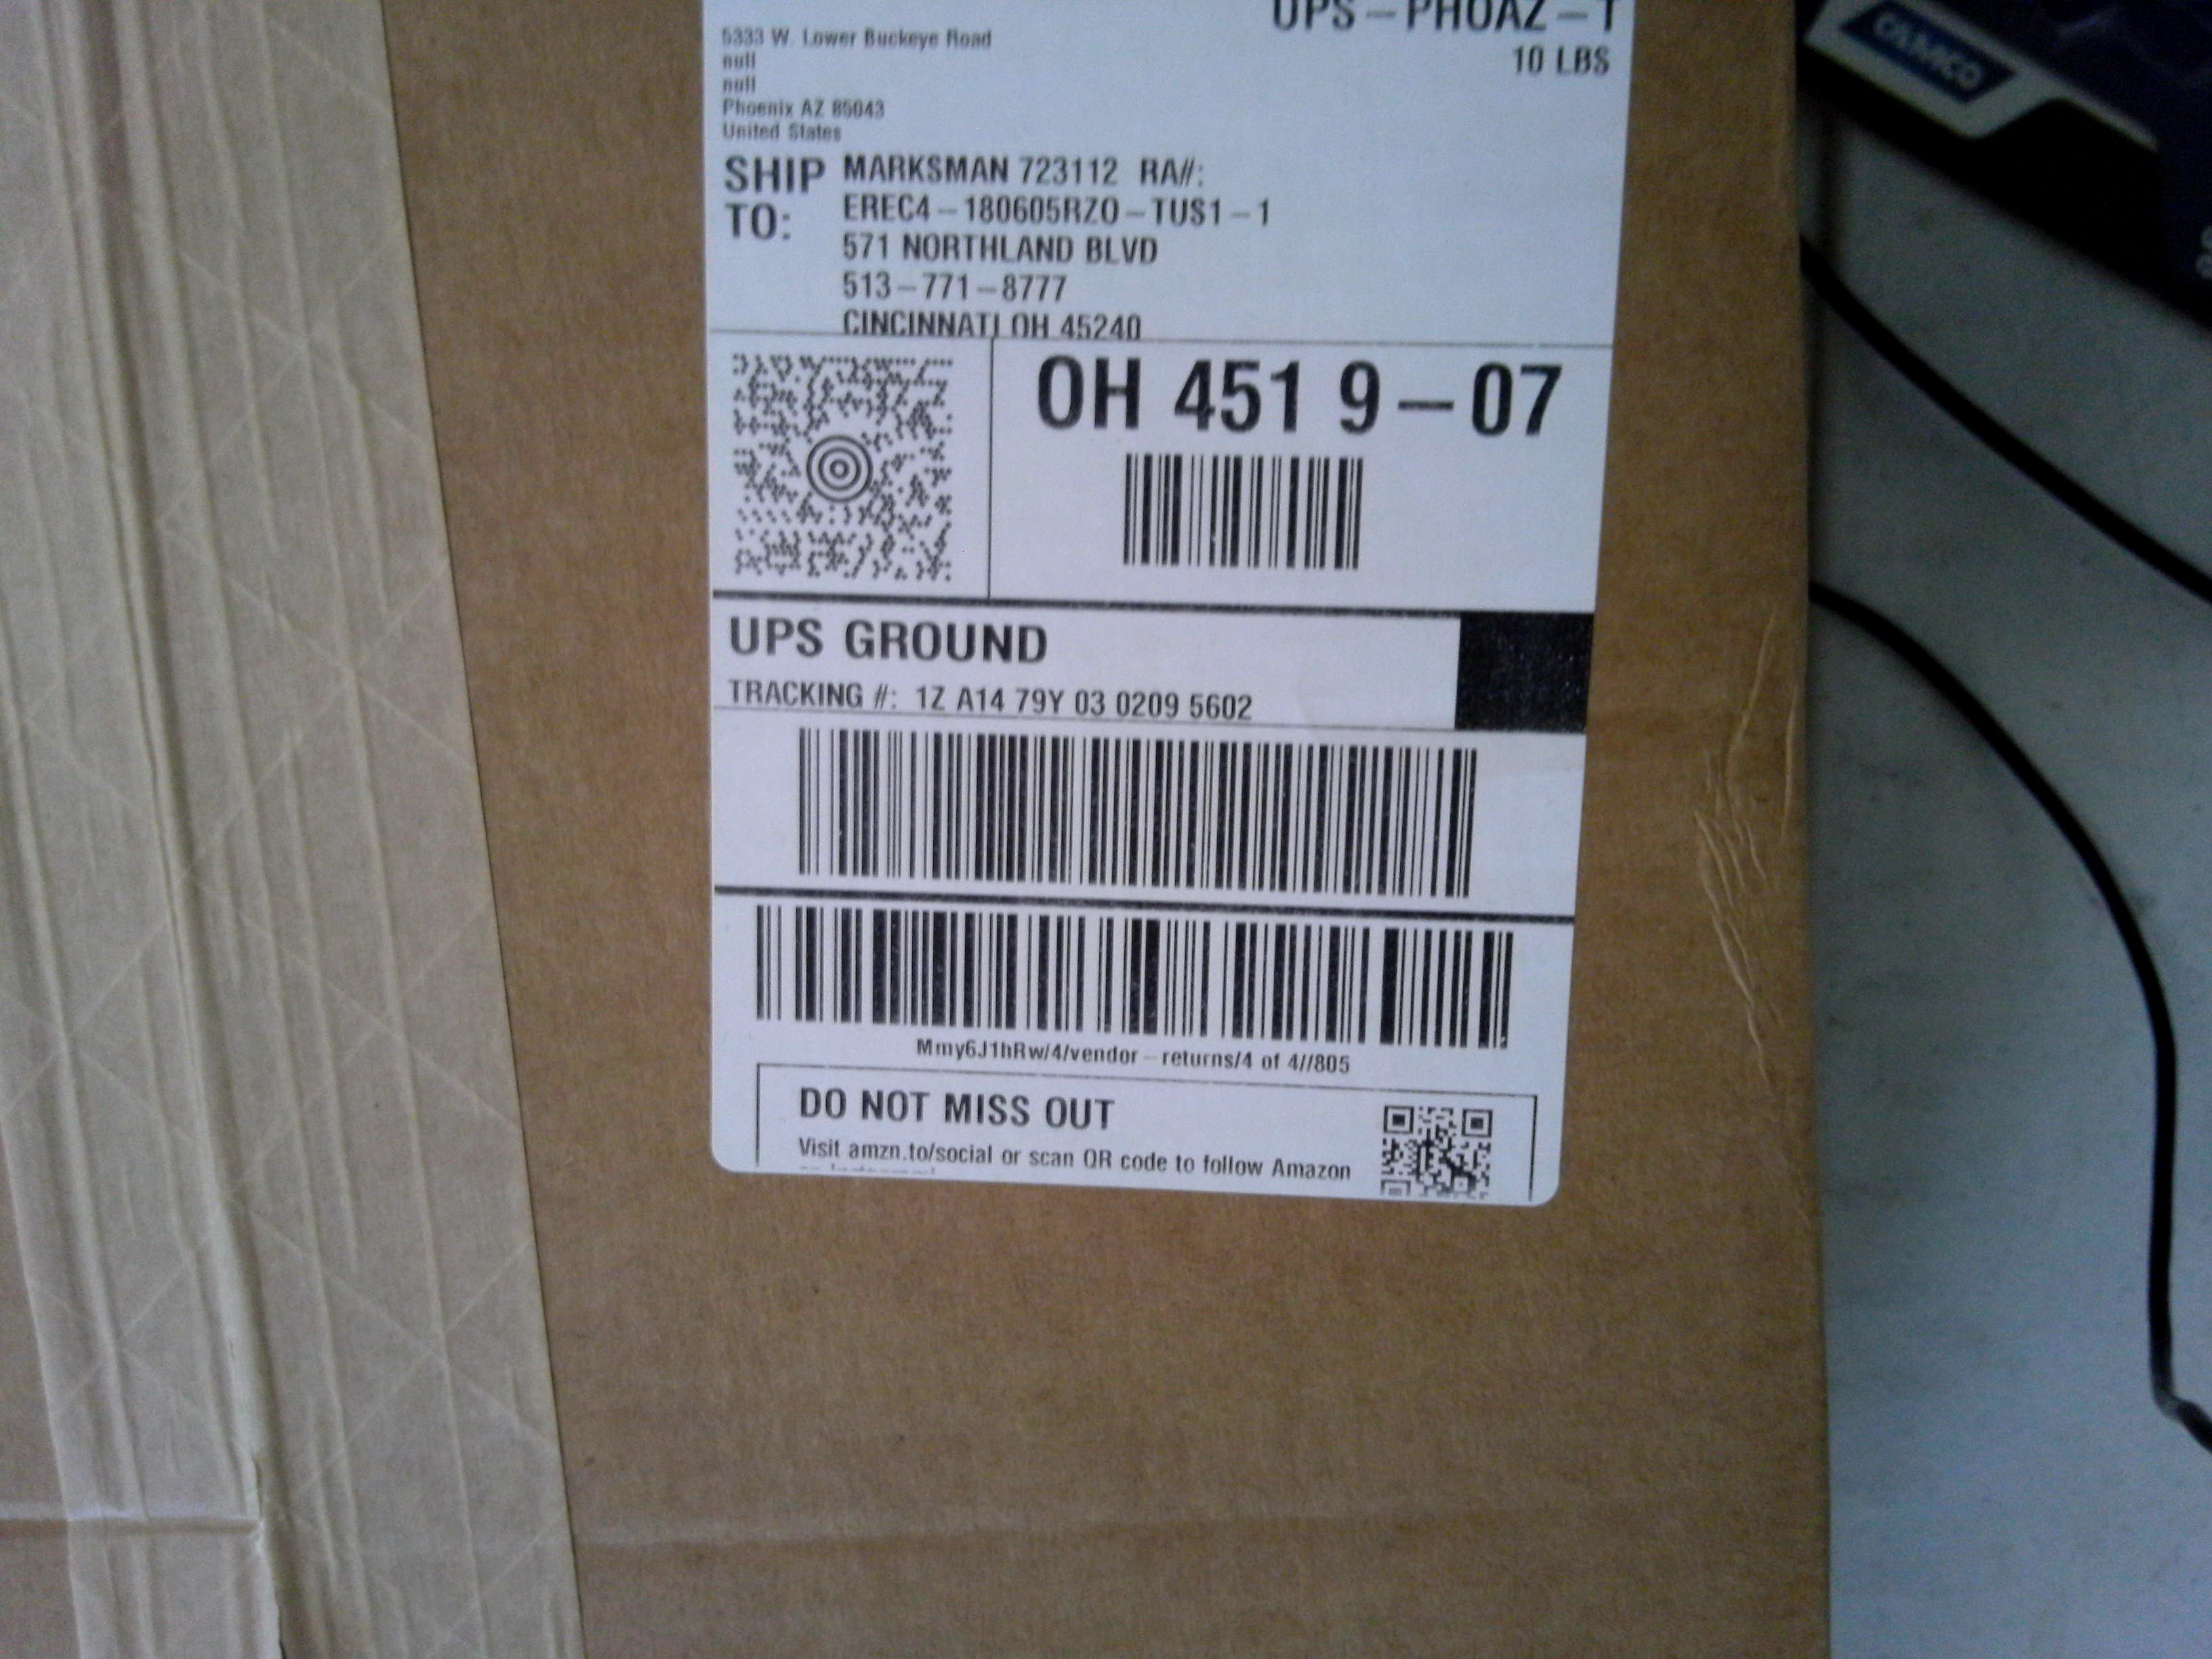 UPS - PHOAZ - T
10 LBS
5333 W. Lower Buckeye Road
null
null
Phoenix AZ 85043
United States
SHIP TO:
MARKSMAN 723112 RA#:
EREC4-180605RZO-TUS1-1
571 NORTHLAND BLVD
513-771-8777
CINCINNATI OH 45240
OH 451 9-07
UPS GROUND
TRACKING #: 1Z A14 79Y 03 0209 5602
Mmy6J1hRw/4/vendor-returns/4 of 4//805
DO NOT MISS OUT
Visit amzn.to/social or scan QR code to follow Amazon
CAMCO